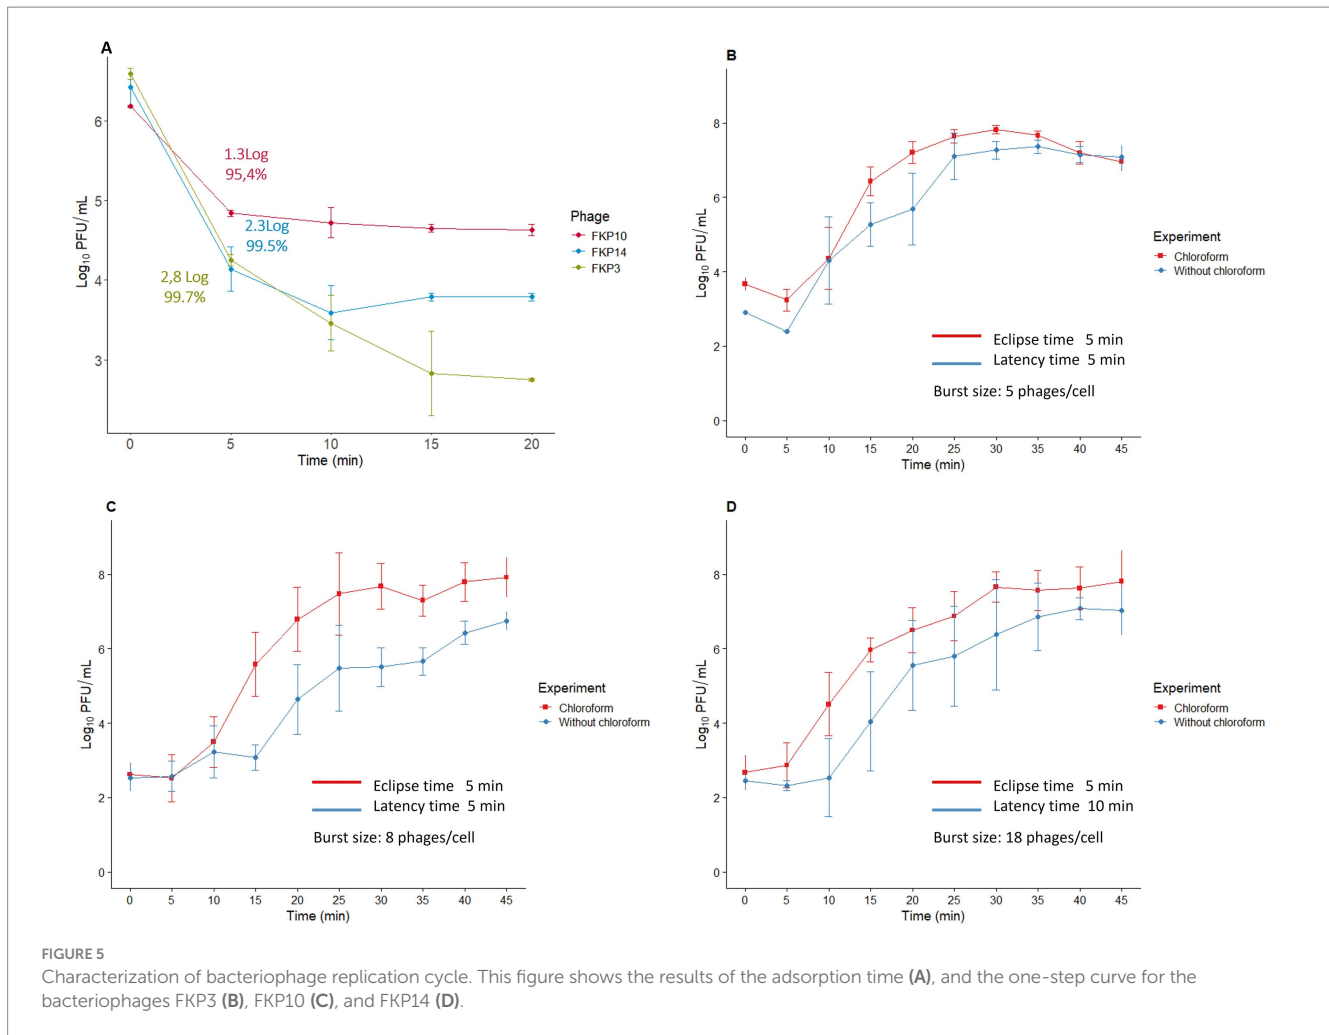 A
Log10 PFU/mL
6
5
4
3
1.3Log
95,4%
2.3Log
99.5%
2,8 Log
99.7%
Phage
FKP10
FKP14
FKP3
0 5 10 15 20
Time (min)
B
Log10 PFU/mL
8
6
4
2
0
Experiment
Chloroform
Without chloroform
Eclipse time 5 min
Latency time 5 min
Burst size: 5 phages/cell
0 5 10 15 20 25 30 35 40 45
Time (min)
C
Log10 PFU/mL
8
6
4
2
0
Experiment
Chloroform
Without chloroform
Eclipse time 5 min
Latency time 5 min
Burst size: 8 phages/cell
0 5 10 15 20 25 30 35 40 45
Time (min)
D
Log10 PFU/mL
8
6
4
2
0
Experiment
Chloroform
Without chloroform
Eclipse time 5 min
Latency time 10 min
Burst size: 18 phages/cell
0 5 10 15 20 25 30 35 40 45
Time (min)
FIGURE 5
Characterization of bacteriophage replication cycle. This figure shows the results of the adsorption time (A), and the one-step curve for the
bacteriophages FKP3 (B), FKP10 (C), and FKP14 (D).